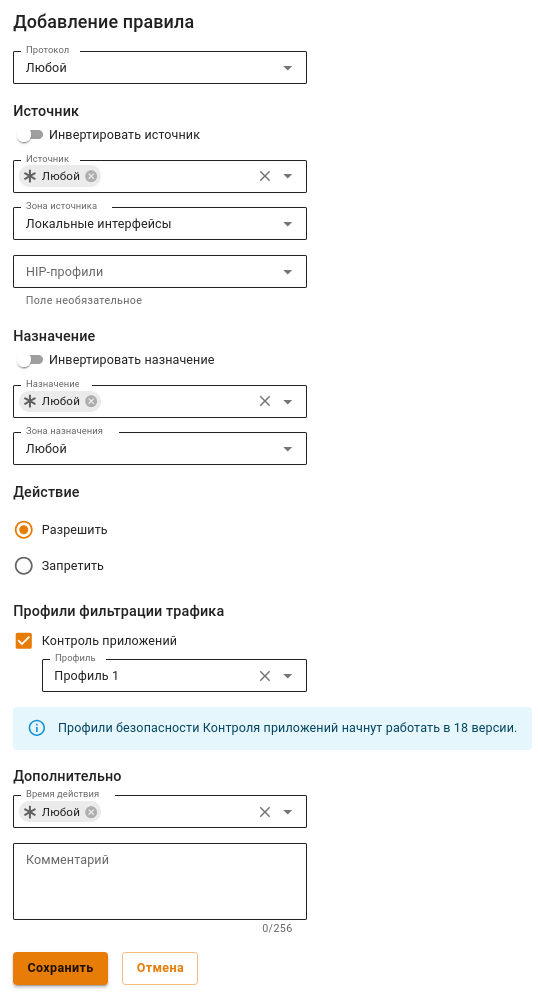 Добавление правила
Протокол
Любой
Источник
Инвертировать источник
Источник
Любой
Зона источника
Локальные интерфейсы
HIP-профили
Поле необязательное
Назначение
Инвертировать назначение
Назначение
Любой
Зона назначения
Любой
Действие
Разрешить
Запретить
Профили фильтрации трафика
Контроль приложений
Профиль
Профиль 1
Профили безопасности Контроля приложений начнут работать в 18 версии.
Дополнительно
Время действия
Любой
Комментарий
0/256
Сохранить Отмена